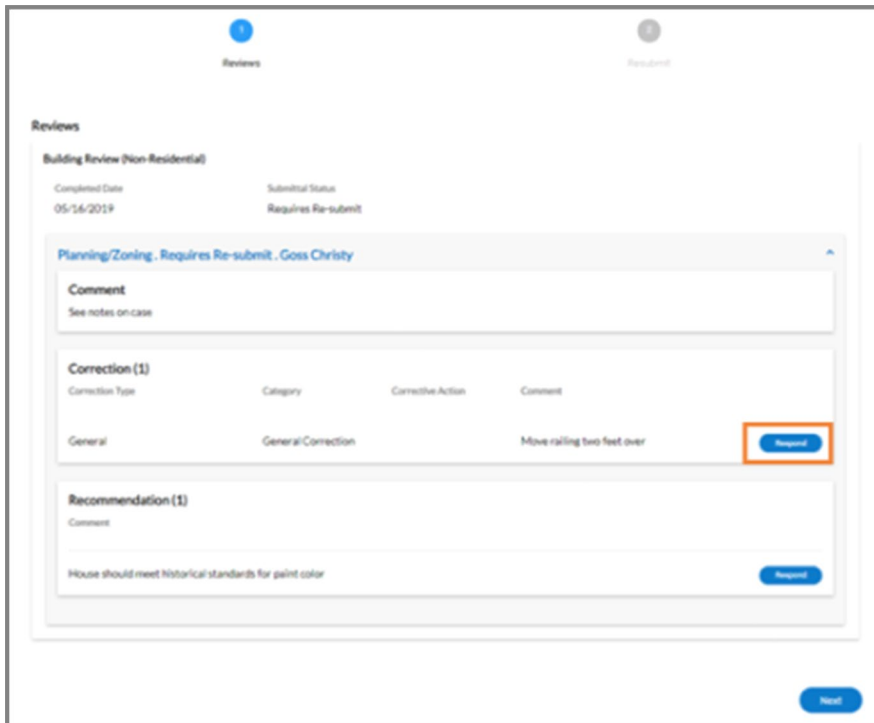 1
2
Reviews
Resubmit
Reviews
Building Review (Non-Residential)
Completed Date Submittal Status
05/16/2019 Requires Re-submit
Planning/Zoning . Requires Re-submit . Goss Christy
Comment
See notes on case
Correction (1)
Correction Type Category Corrective Action Comment
General General Correction Move railing two feet over Respond
Recommendation (1)
Comment
House should meet historical standards for paint color Respond
Next